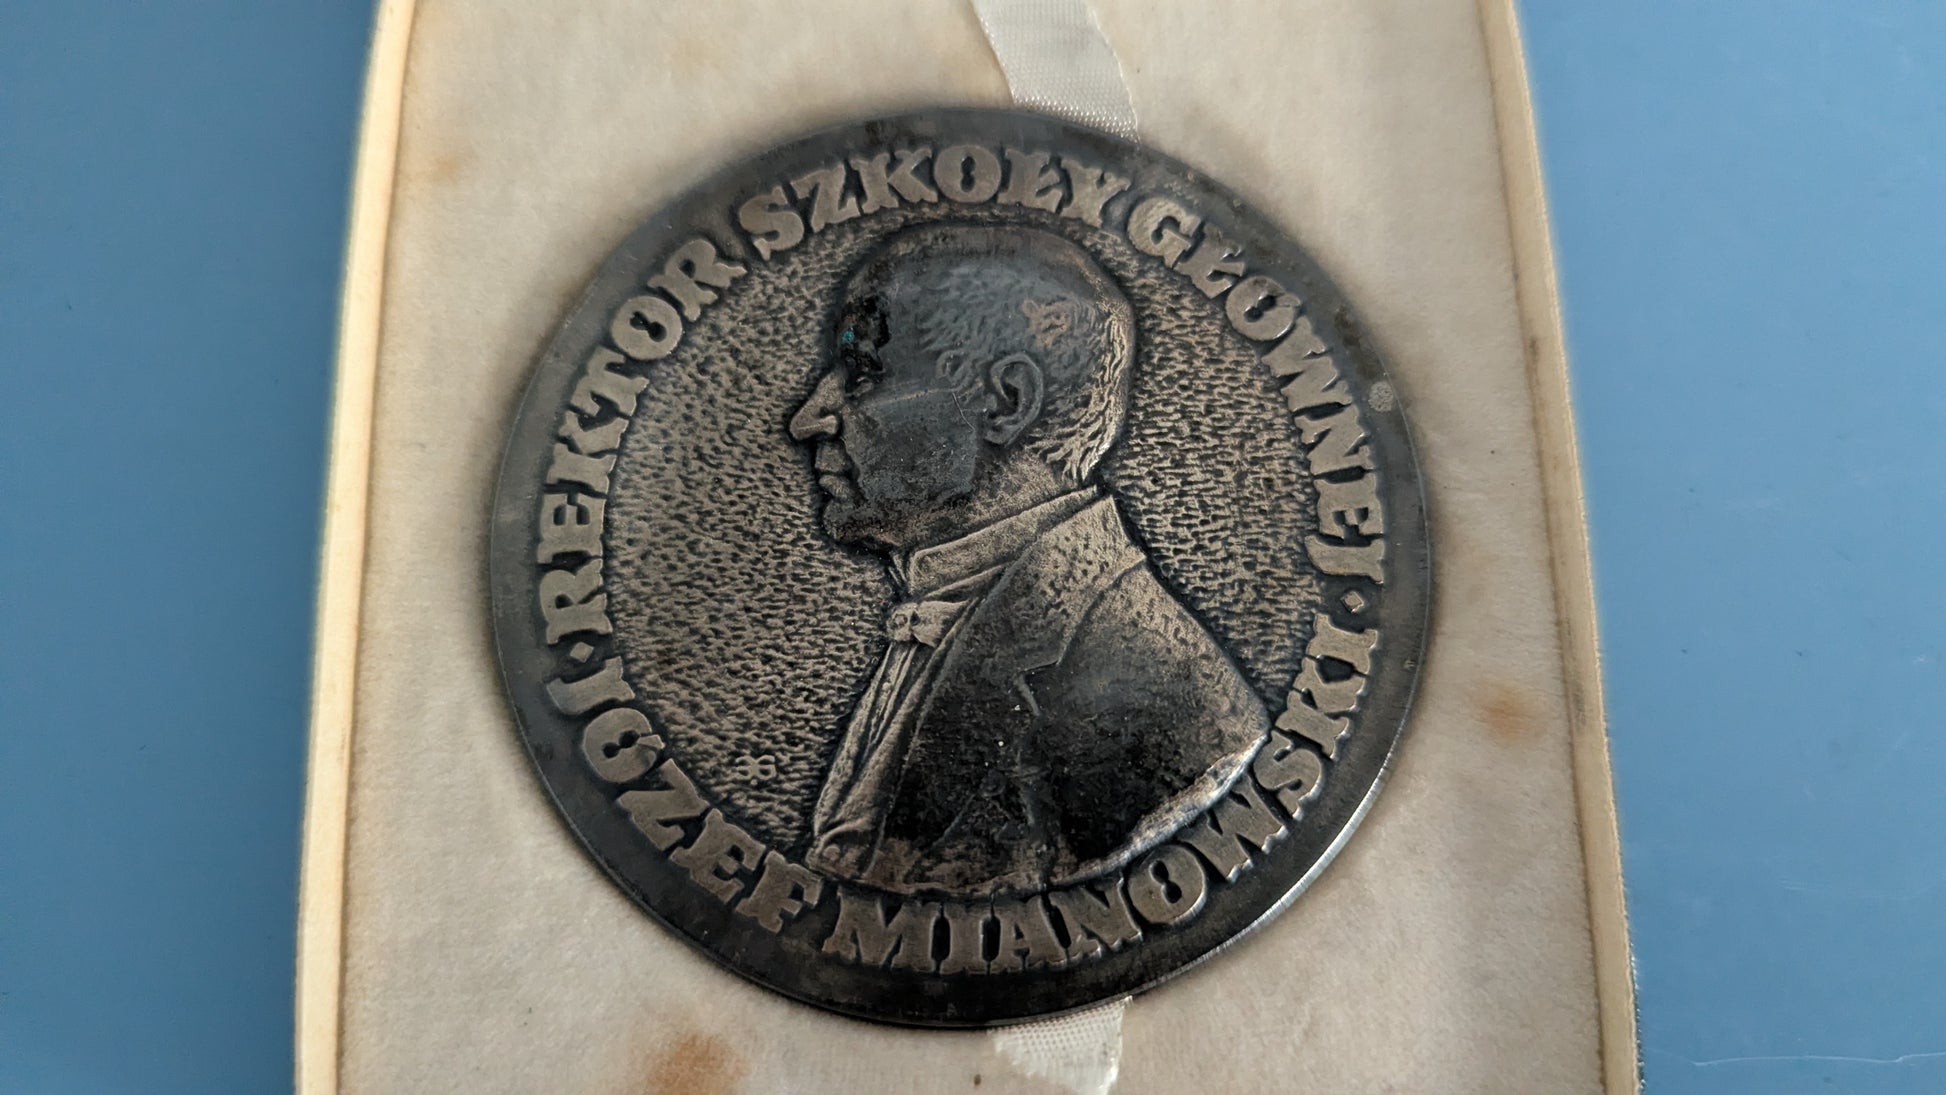 · REKTOR SZKOŁY GŁÓWNEJ ·
JÓZEF MIANOWSKI